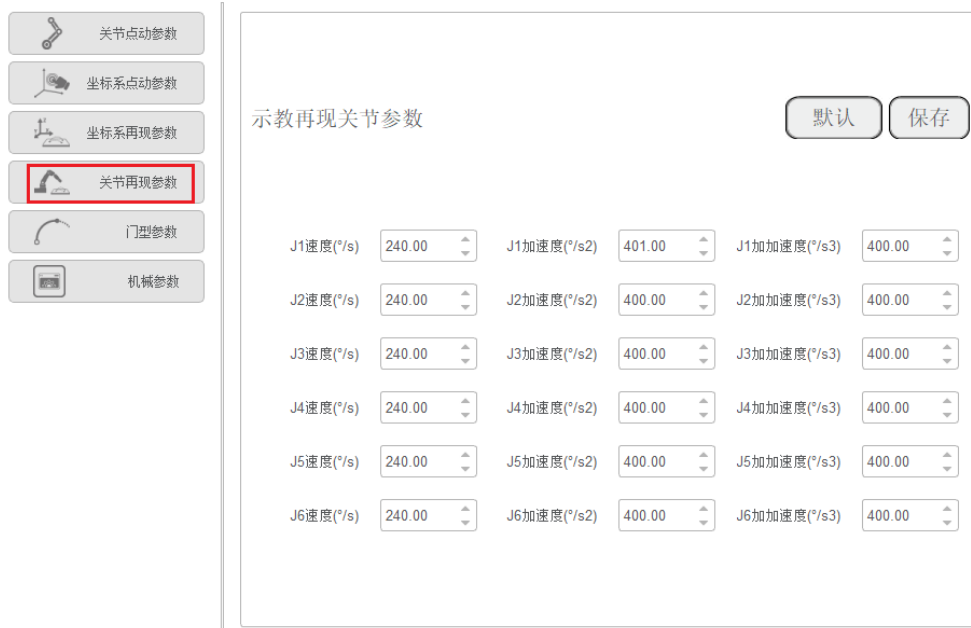 关节点动参数
坐标系点动参数
坐标系再现参数
关节再现参数
门型参数
机械参数
示教再现关节参数 默认 保存
J1速度(°/s) 240.00 J1加速度(°/s2) 401.00 J1加加速度(°/s3) 400.00
J2速度(°/s) 240.00 J2加速度(°/s2) 400.00 J2加加速度(°/s3) 400.00
J3速度(°/s) 240.00 J3加速度(°/s2) 400.00 J3加加速度(°/s3) 400.00
J4速度(°/s) 240.00 J4加速度(°/s2) 400.00 J4加加速度(°/s3) 400.00
J5速度(°/s) 240.00 J5加速度(°/s2) 400.00 J5加加速度(°/s3) 400.00
J6速度(°/s) 240.00 J6加速度(°/s2) 400.00 J6加加速度(°/s3) 400.00